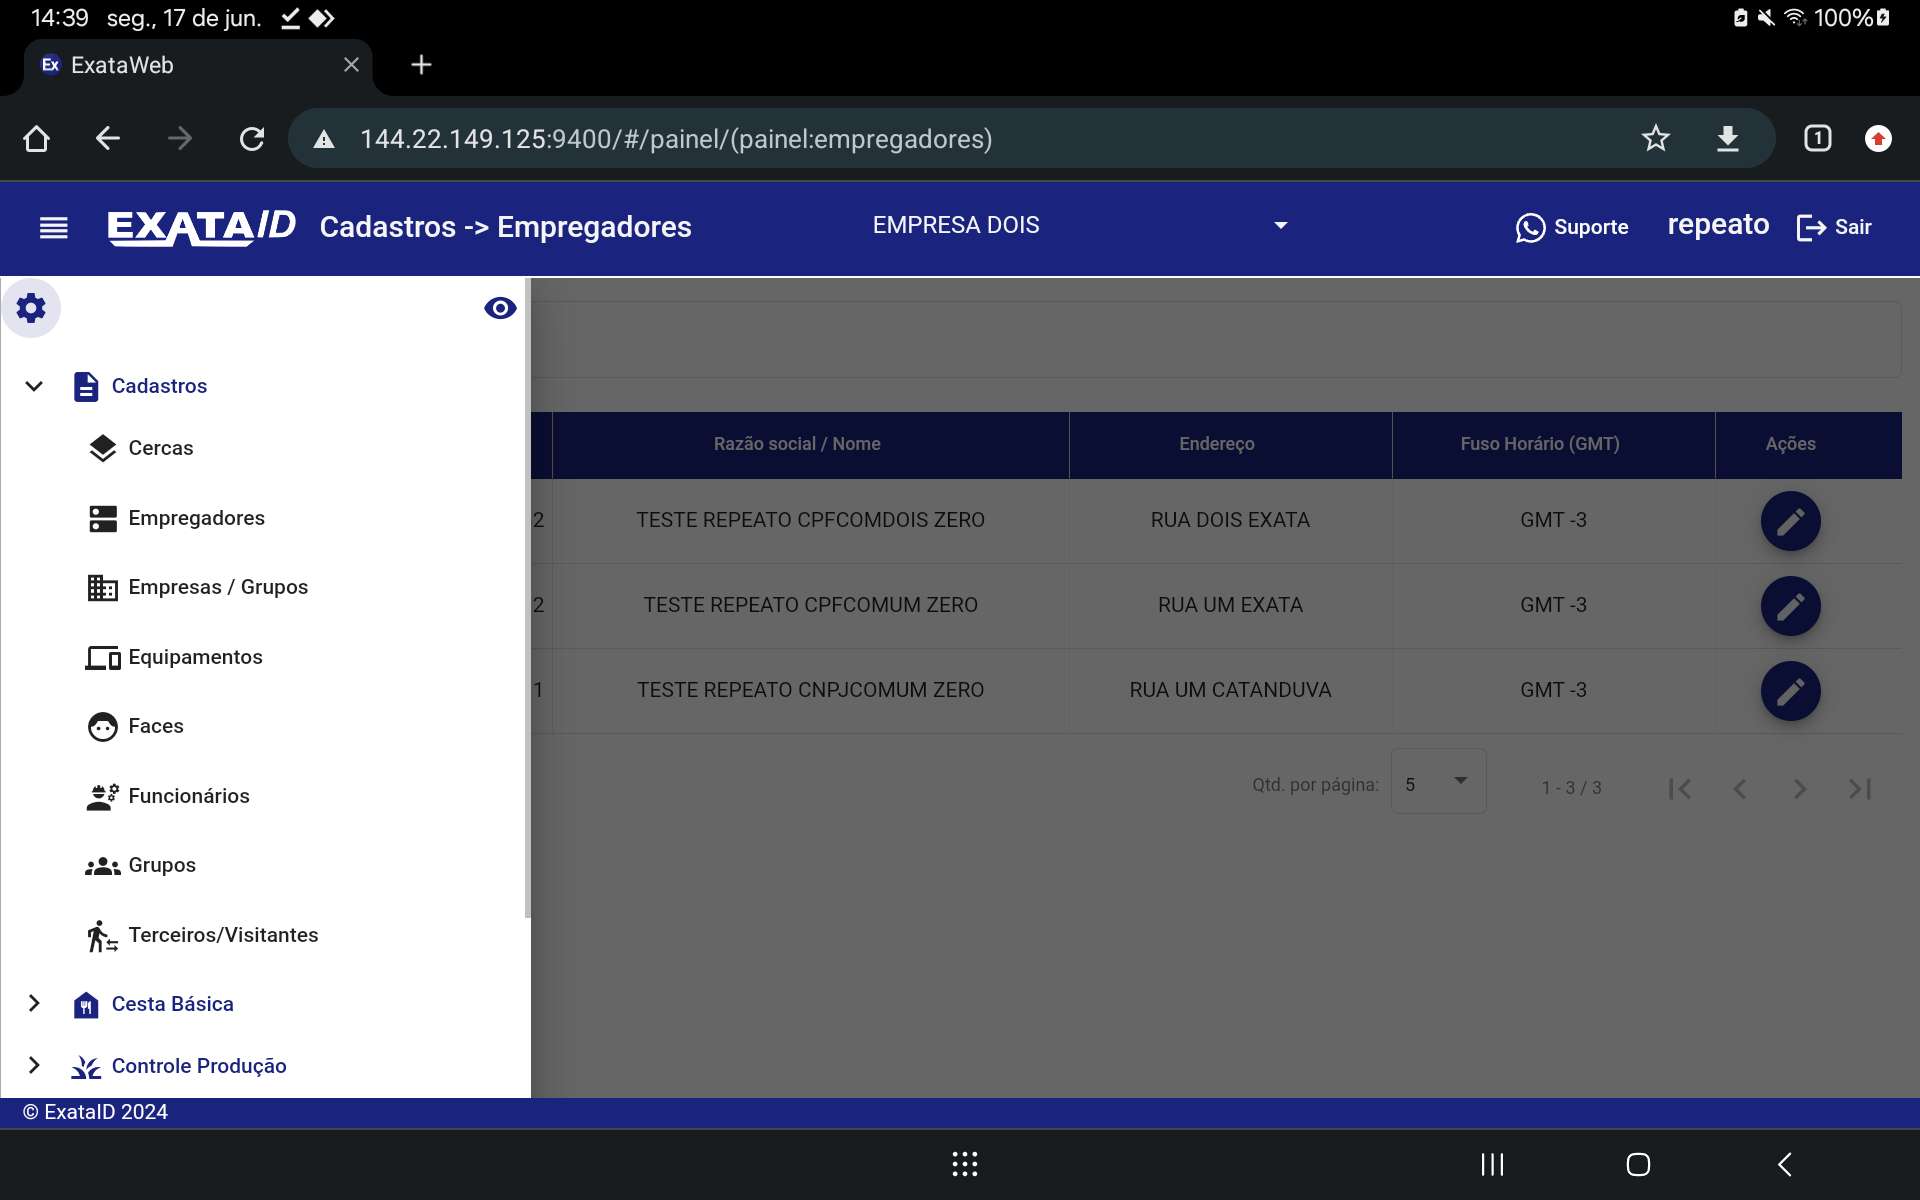 14:39 seg., 17 de jun. 100%
Ex ExataWeb
144.22.149.125:9400/#/painel/(painel:empregadores) 1
EXATAID Cadastros -> Empregadores EMPRESA DOIS Suporte repeato Sair
Cadastros
Cercas
Empregadores
Empresas / Grupos
Equipamentos
Faces
Funcionários
Grupos
Terceiros/Visitantes
Cesta Básica
Controle Produção
Razão social / Nome Endereço Fuso Horário (GMT) Ações
2 TESTE REPEATO CPFCOMDOIS ZERO RUA DOIS EXATA GMT -3
2 TESTE REPEATO CPFCOMUM ZERO RUA UM EXATA GMT -3
1 TESTE REPEATO CNPJCOMUM ZERO RUA UM CATANDUVA GMT -3
Qtd. por página: 5 1 - 3 / 3
© ExataID 2024